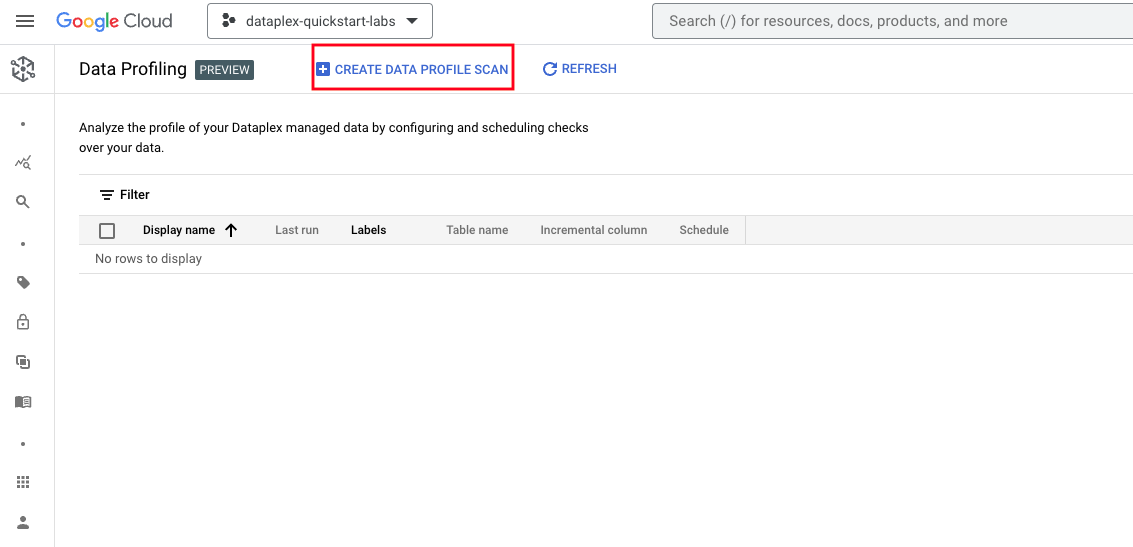 Google Cloud
dataplex-quickstart-labs
Search (/) for resources, docs, products, and more
Data Profiling PREVIEW CREATE DATA PROFILE SCAN REFRESH
Analyze the profile of your Dataplex managed data by configuring and scheduling checks
over your data.
Filter
Display name Last run Labels Table name Incremental column Schedule
No rows to display